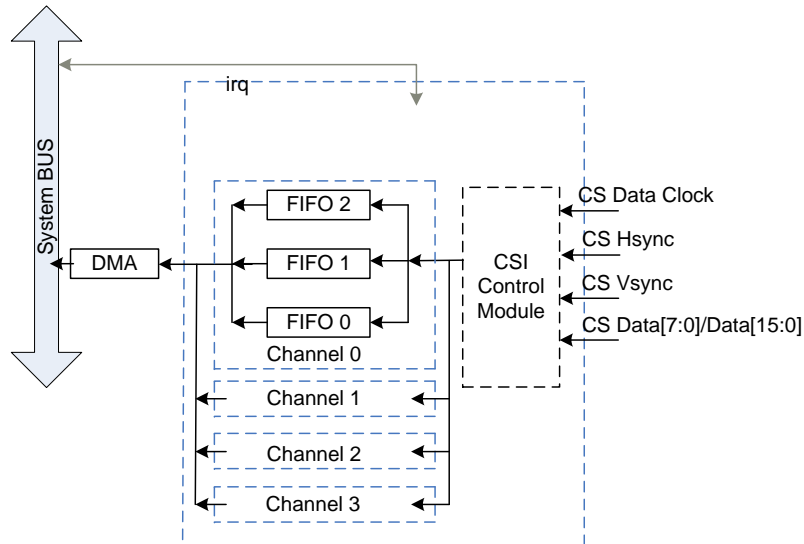 irq
System BUS
FIFO 2
CS Data Clock
CS Hsync
DMA
FIFO 1
CSI
Control
Module
CS Vsync
FIFO 0
CS Data[7:0]/Data[15:0]
Channel 0
Channel 1
Channel 2
Channel 3